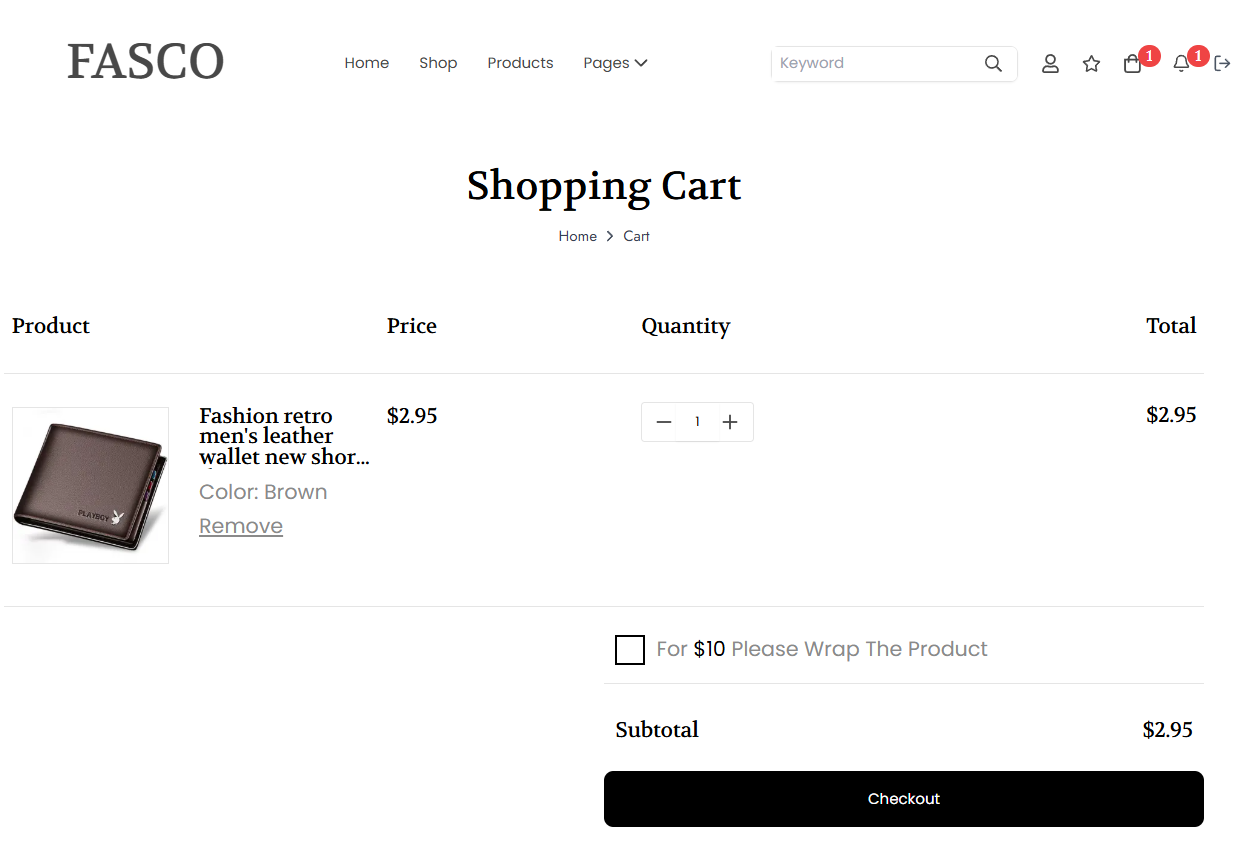 FASCO
Home Shop Products Pages
Keyword
1
1
Shopping Cart
Home > Cart
Product Price Quantity Total
Fashion retro
men's leather
wallet new shor...
$2.95
1
$2.95
Color: Brown
Remove
PLAYBOY
For $10 Please Wrap The Product
Subtotal $2.95
Checkout